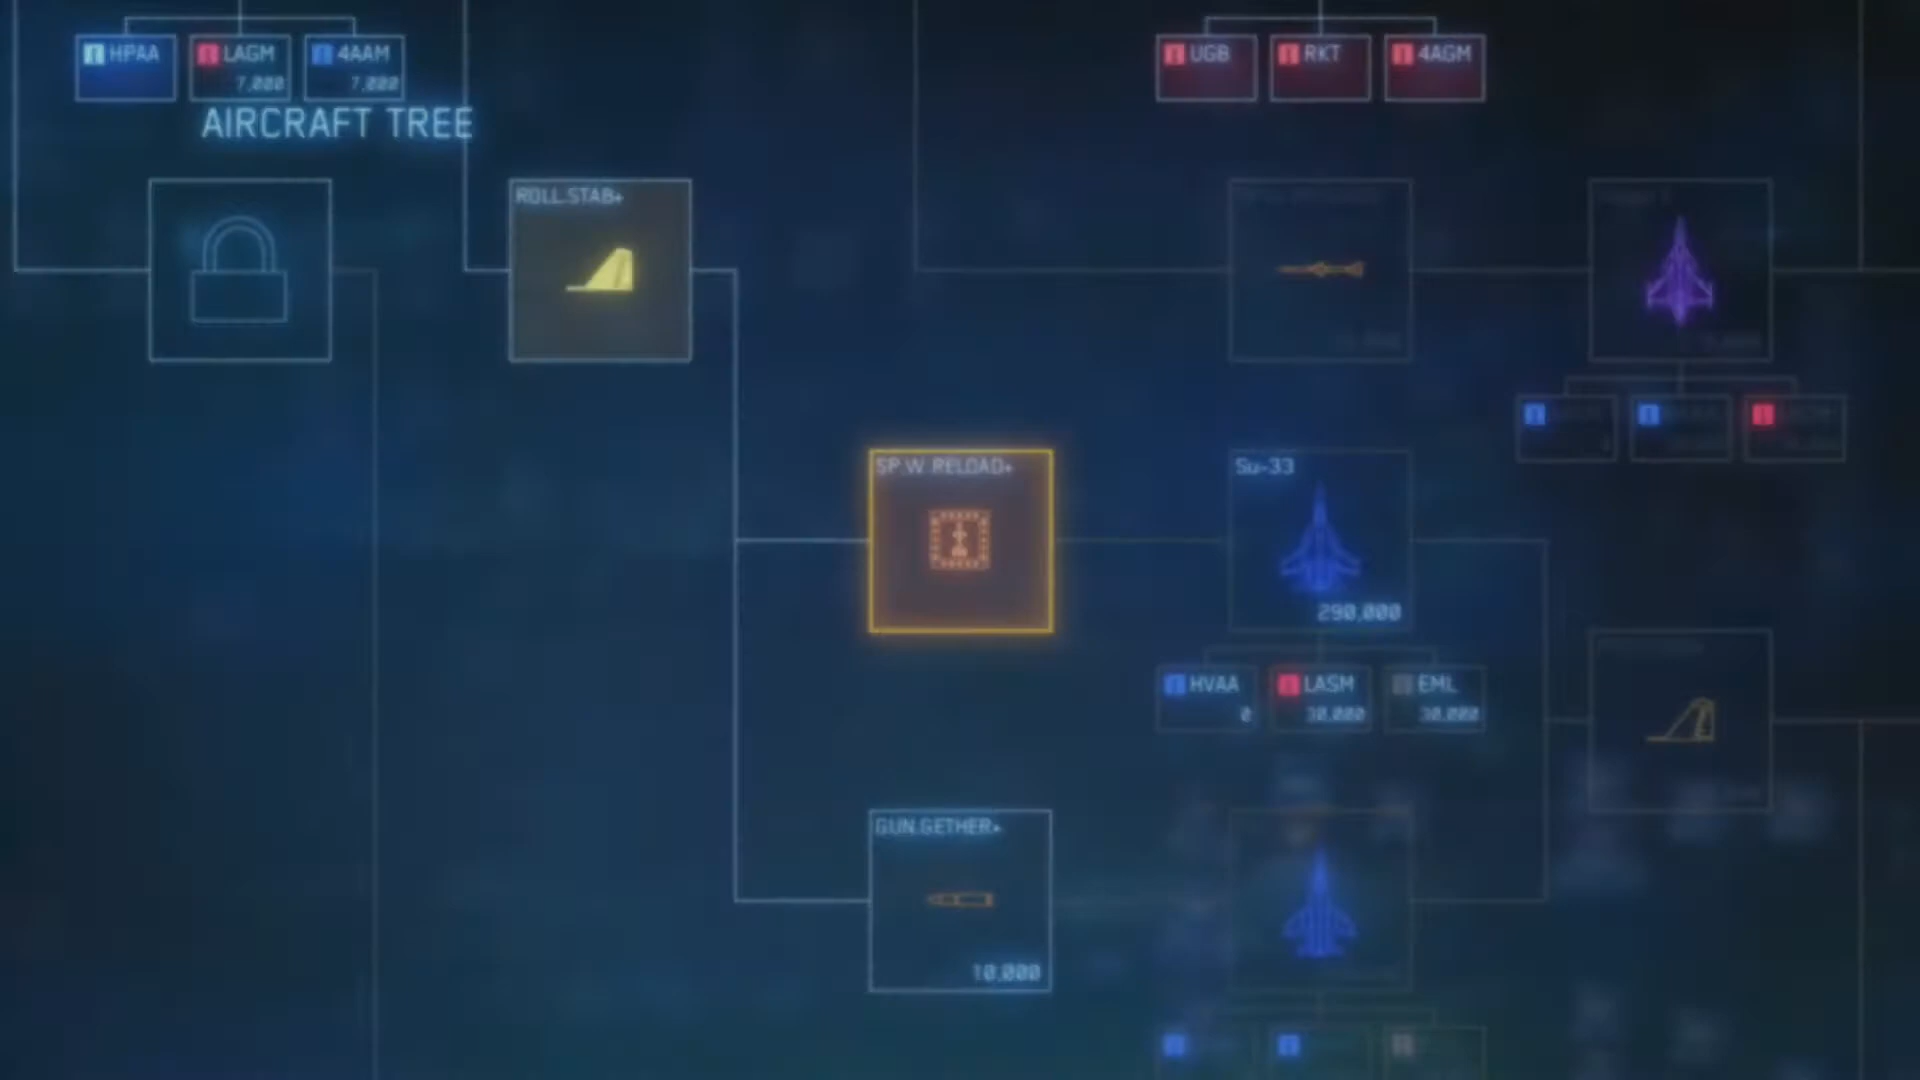 HPAA
LAGM
7,000
4AAM
7,000
UGB
RKT
4AGM
AIRCRAFT TREE
ROLL.STAB+
SP.W. RELOAD+
Su-33
290,000
HVAA
0
LASM
30,000
EML
30,000
GUN.GETHER+
10,000